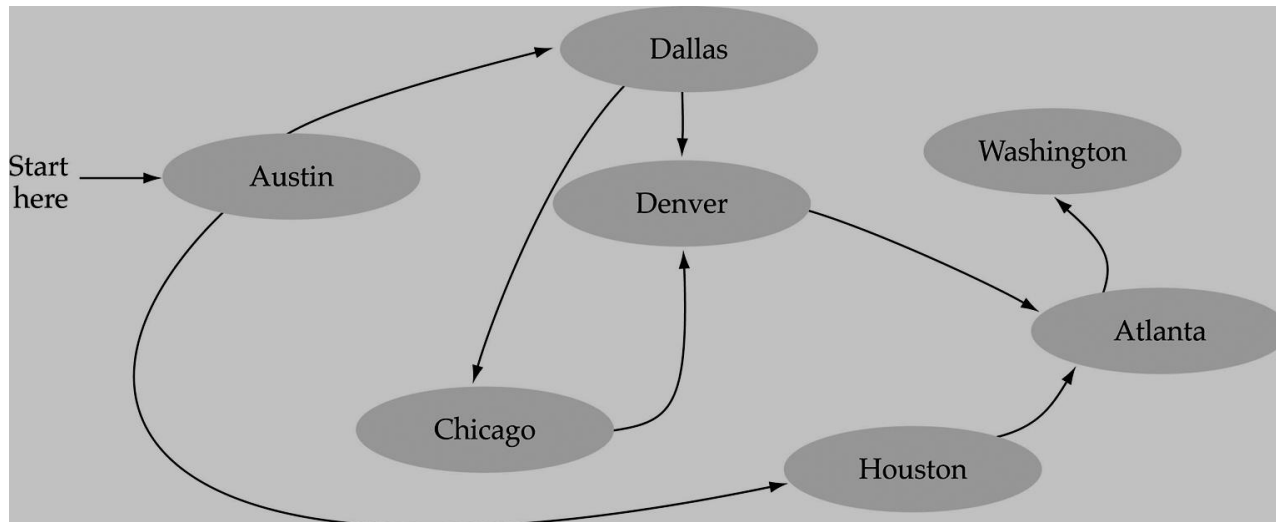 Dallas
Washington
Start
here
Austin
Denver
Atlanta
Chicago
Houston